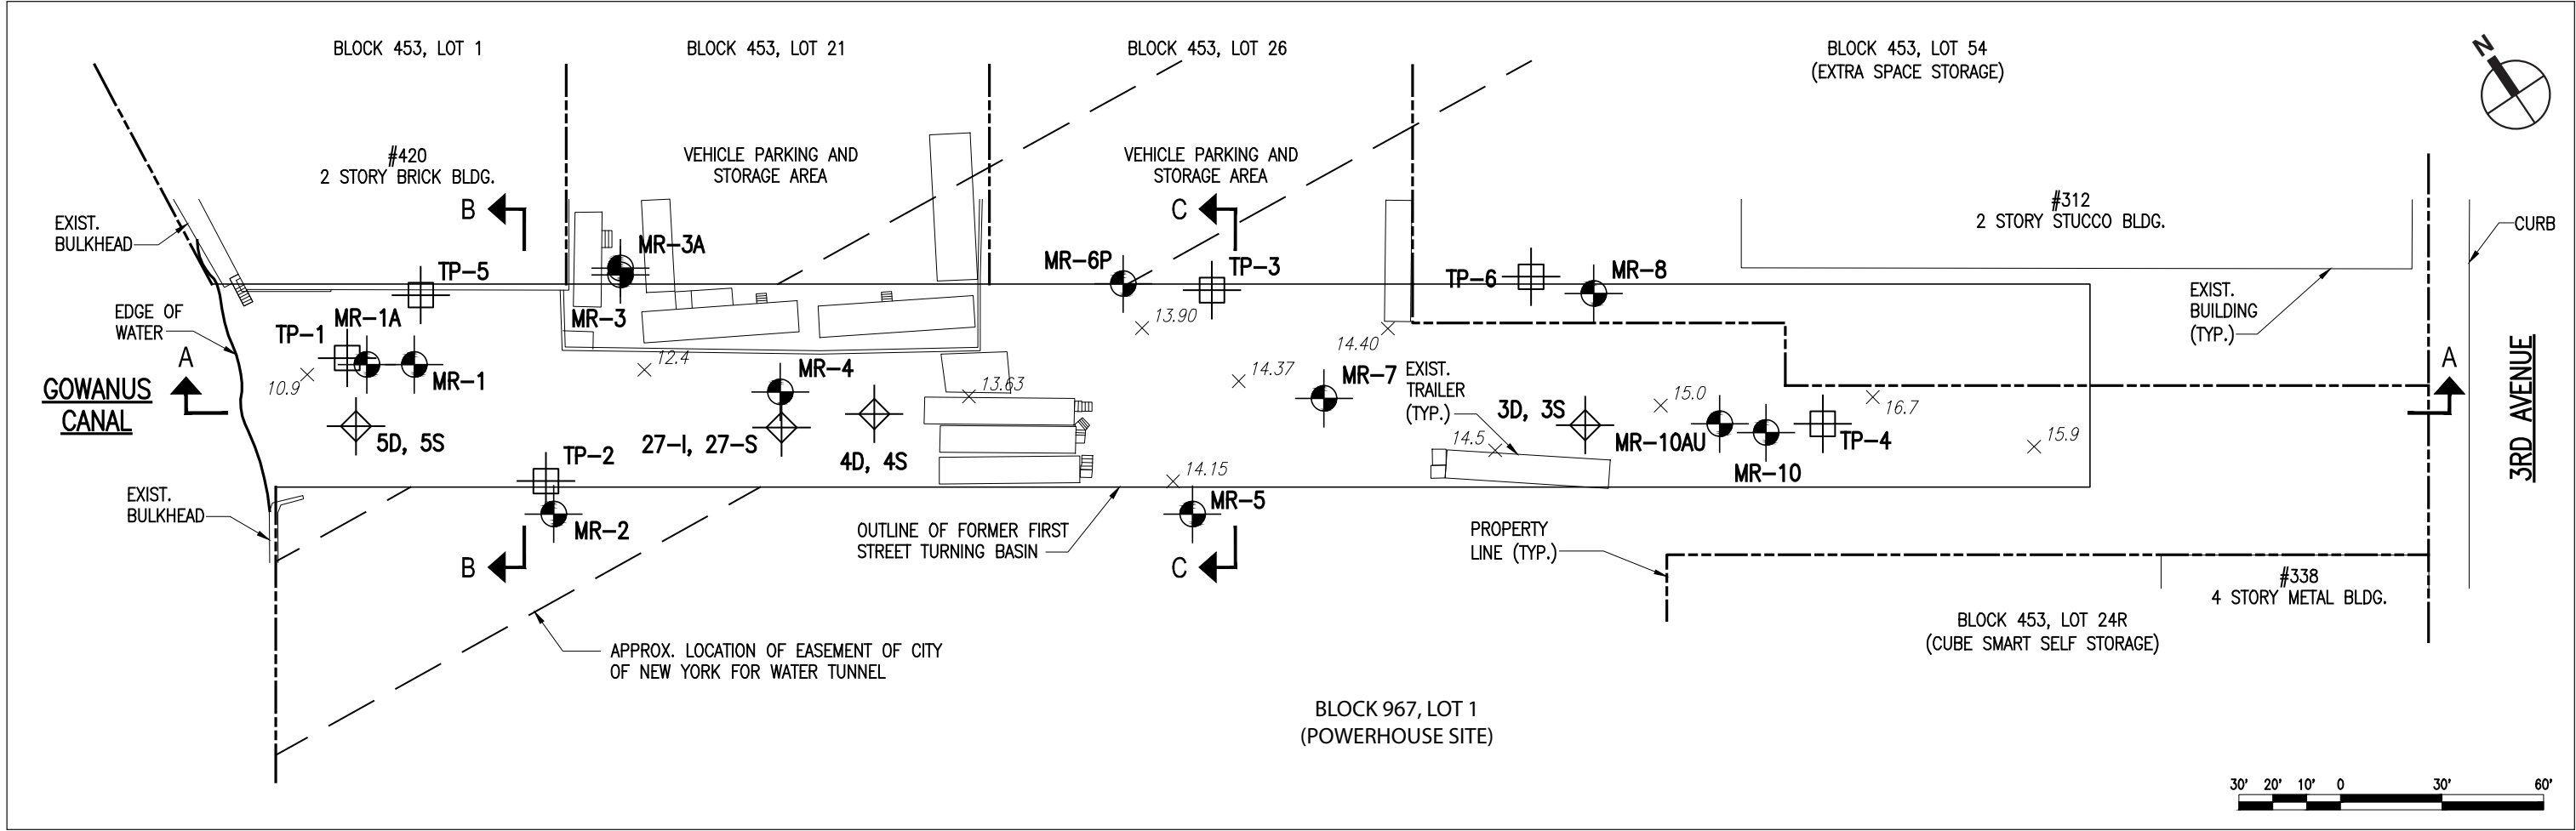 BLOCK 453, LOT 1
BLOCK 453, LOT 21
BLOCK 453, LOT 26
BLOCK 453, LOT 54
(EXTRA SPACE STORAGE)
N
#420
2 STORY BRICK BLDG.
VEHICLE PARKING AND
STORAGE AREA
VEHICLE PARKING AND
STORAGE AREA
#312
2 STORY STUCCO BLDG.
B
C
EXIST.
BULKHEAD
CURB
MR-3A
TP-5
MR-6P
TP-3
TP-6
MR-8
EXIST.
BUILDING
(TYP.)
EDGE OF
WATER
TP-1
MR-1A
MR-3
13.90
14.40
A
10.9
MR-1
12.4
MR-4
13.63
14.37
MR-7
EXIST.
TRAILER
(TYP.)
15.0
16.7
A
GOWANUS
CANAL
3RD AVENUE
5D, 5S
27-I, 27-S
4D, 4S
3D, 3S
14.5
MR-10AU
TP-4
15.9
TP-2
14.15
MR-10
EXIST.
BULKHEAD
MR-2
MR-5
OUTLINE OF FORMER FIRST
STREET TURNING BASIN
PROPERTY
LINE (TYP.)
B
C
#338
4 STORY METAL BLDG.
BLOCK 453, LOT 24R
(CUBE SMART SELF STORAGE)
APPROX. LOCATION OF EASEMENT OF CITY
OF NEW YORK FOR WATER TUNNEL
BLOCK 967, LOT 1
(POWERHOUSE SITE)
30' 20' 10' 0 30' 60'